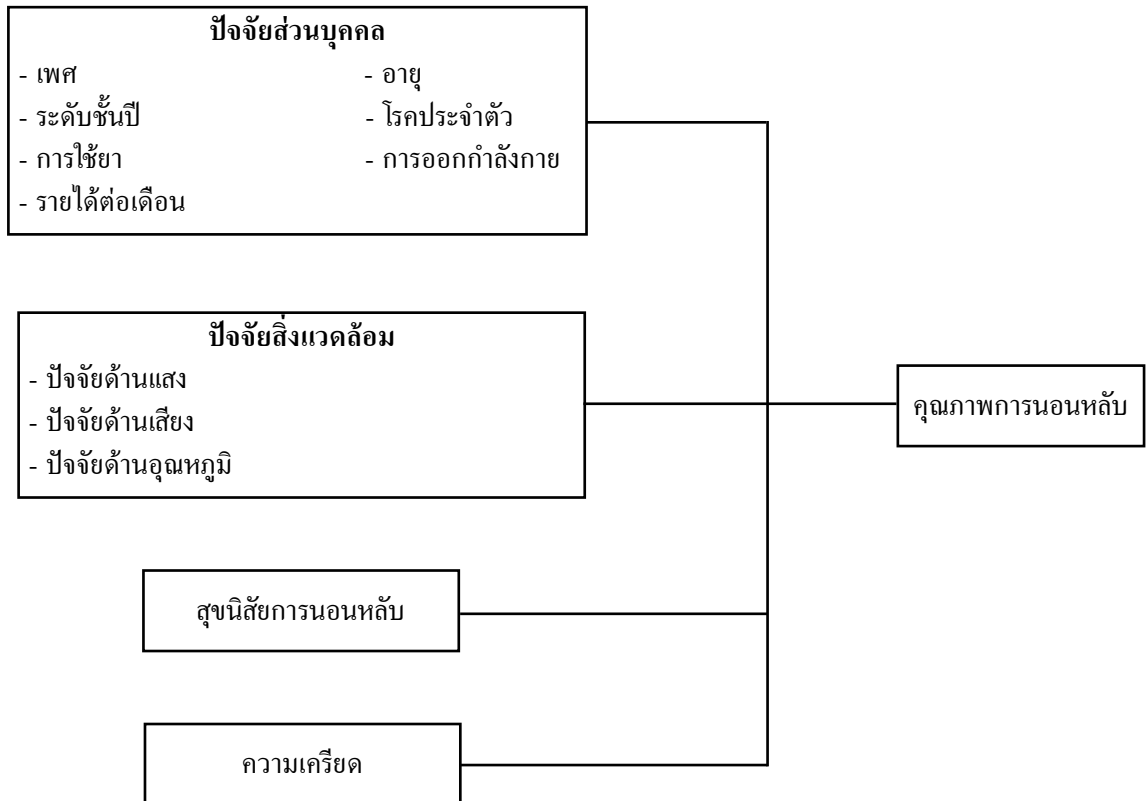 ปัจจัยส่วนบุคคล
- เพศ - อายุ
- ระดับชั้นปี - โรคประจำตัว
- การใช้ยา - การออกกำลังกาย
- รายได้ต่อเดือน
ปัจจัยสิ่งแวดล้อม
- ปัจจัยด้านแสง
- ปัจจัยด้านเสียง
- ปัจจัยด้านอุณหภูมิ
คุณภาพการนอนหลับ
สุขนิสัยการนอนหลับ
ความเครียด